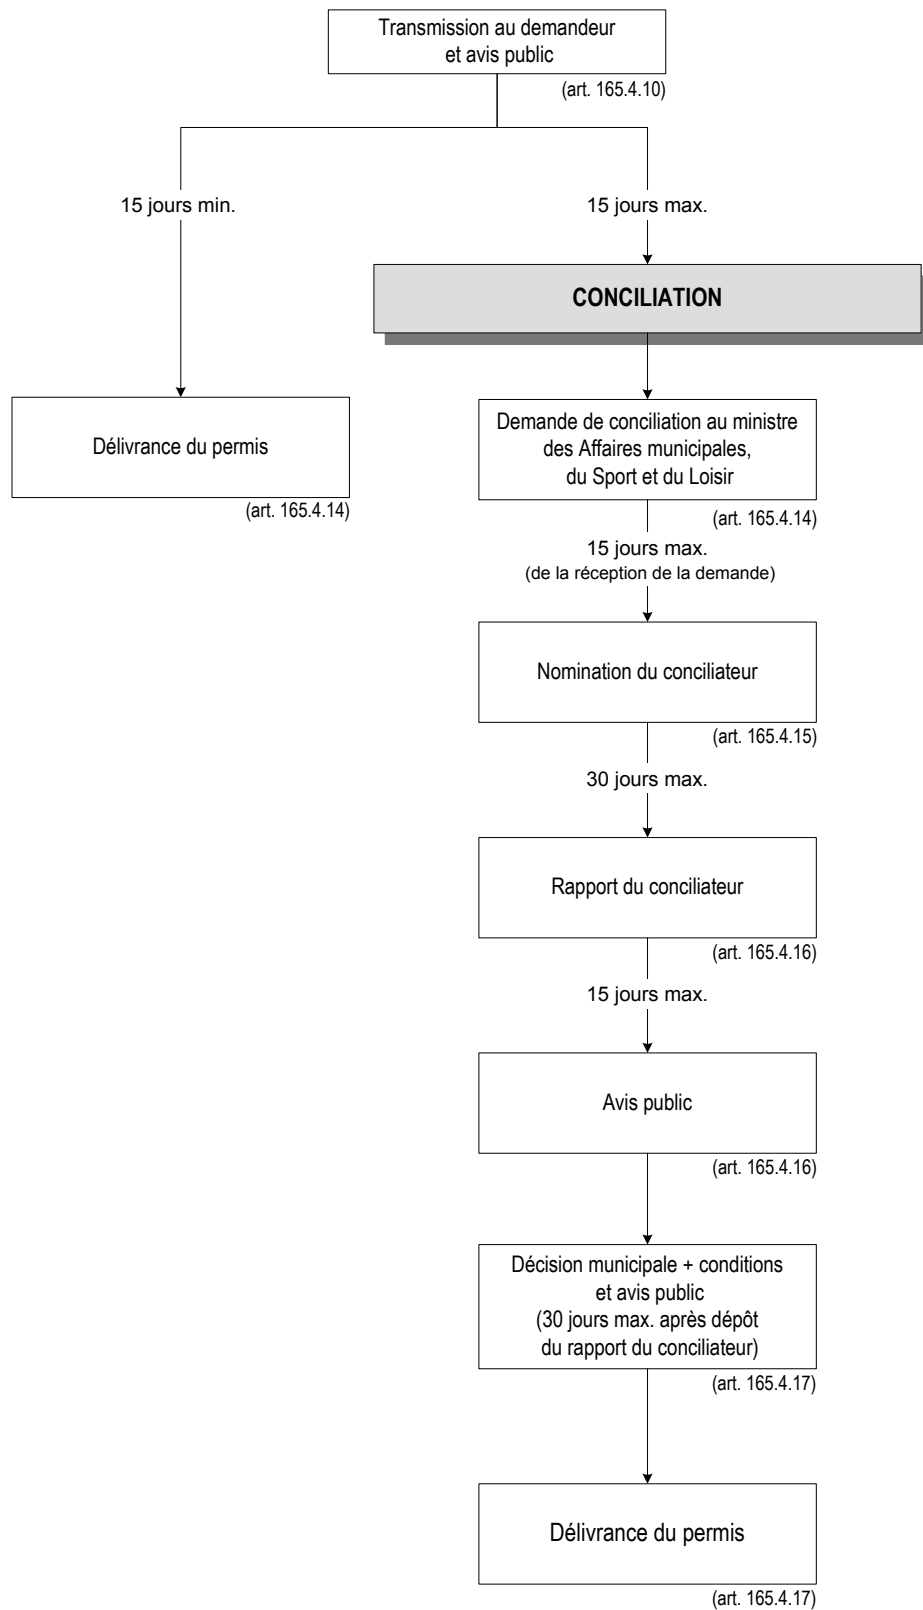 Transmission au demandeur
et avis public
(art. 165.4.10)
15 jours min.
15 jours max.
CONCILIATION
Délivrance du permis
(art. 165.4.14)
Demande de conciliation au ministre
des Affaires municipales,
du Sport et du Loisir
(art. 165.4.14)
15 jours max.
(de la réception de la demande)
Nomination du conciliateur
(art. 165.4.15)
30 jours max.
Rapport du conciliateur
(art. 165.4.16)
15 jours max.
Avis public
(art. 165.4.16)
Décision municipale + conditions
et avis public
(30 jours max. après dépôt
du rapport du conciliateur)
(art. 165.4.17)
Délivrance du permis
(art. 165.4.17)